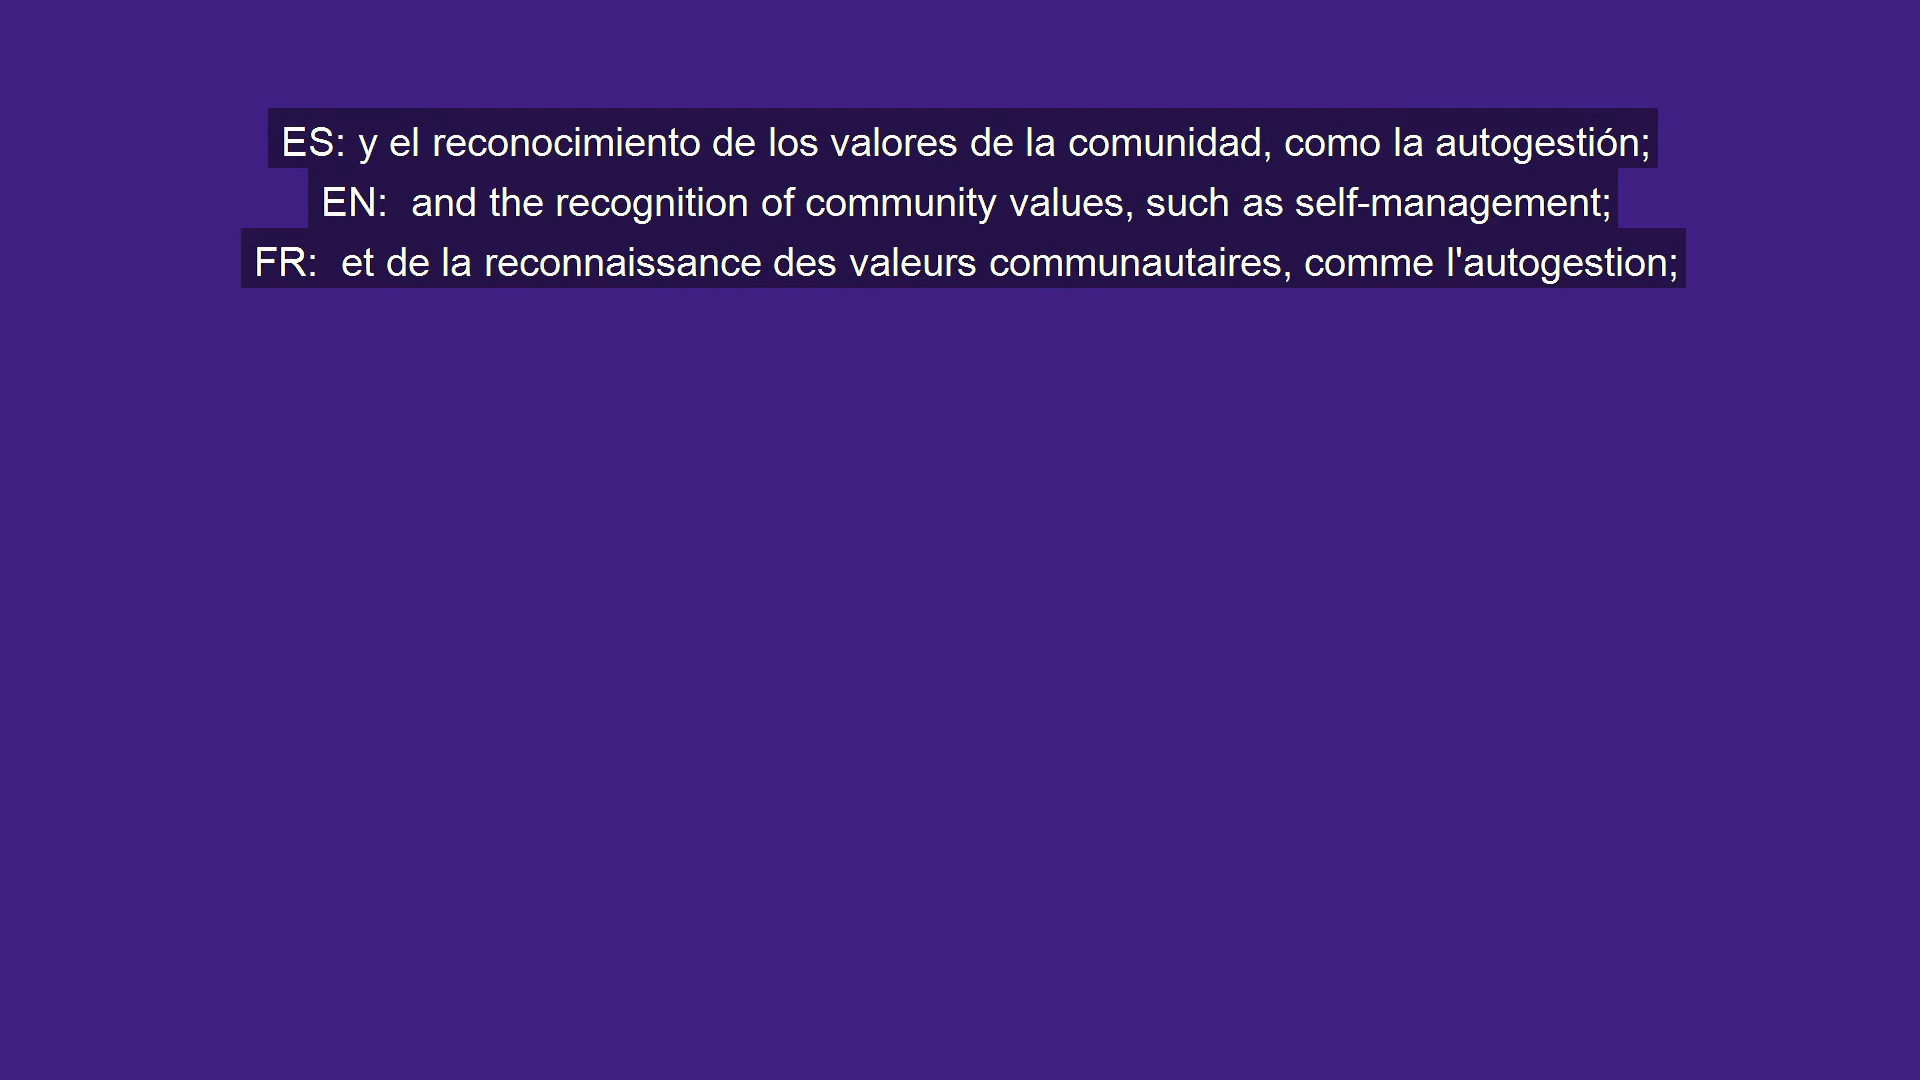 ES: y el reconocimiento de los valores de la comunidad, como la autogestión;
EN:  and the recognition of community values, such as self-management;
FR:  et de la reconnaissance des valeurs communautaires, comme l'autogestion;